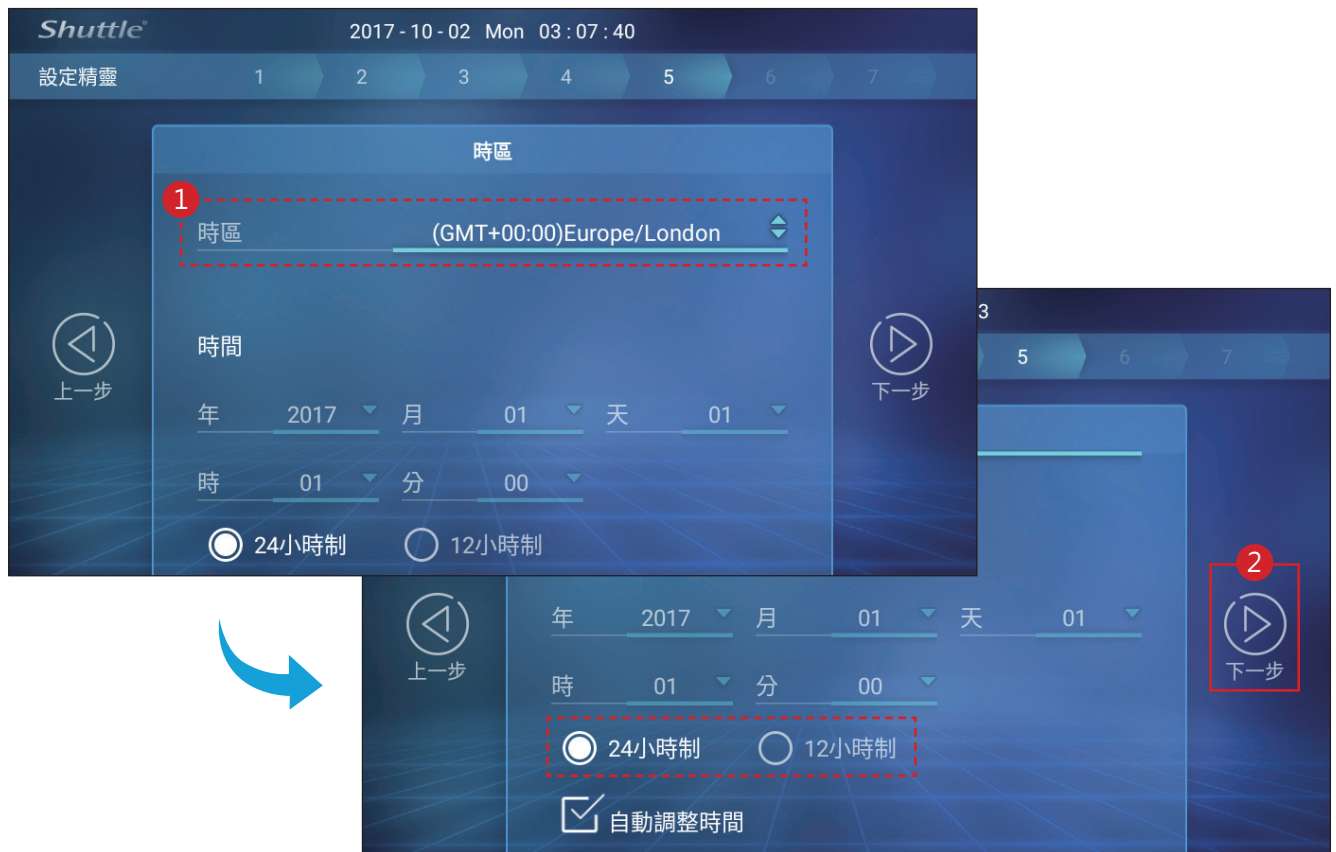 Shuttle 2017 - 10 - 02 Mon 03 : 07 : 40
設定精靈 1 2 3 4 5 6 7
時區
1
時區 (GMT+00:00)Europe/London
時間
上一步
下一步
年 2017 月 01 天 01
時 01 分 00
24小時制 12小時制
3
5 6 7
2
年 2017 月 01 天 01
上一步
下一步
時 01 分 00
24小時制 12小時制
自動調整時間